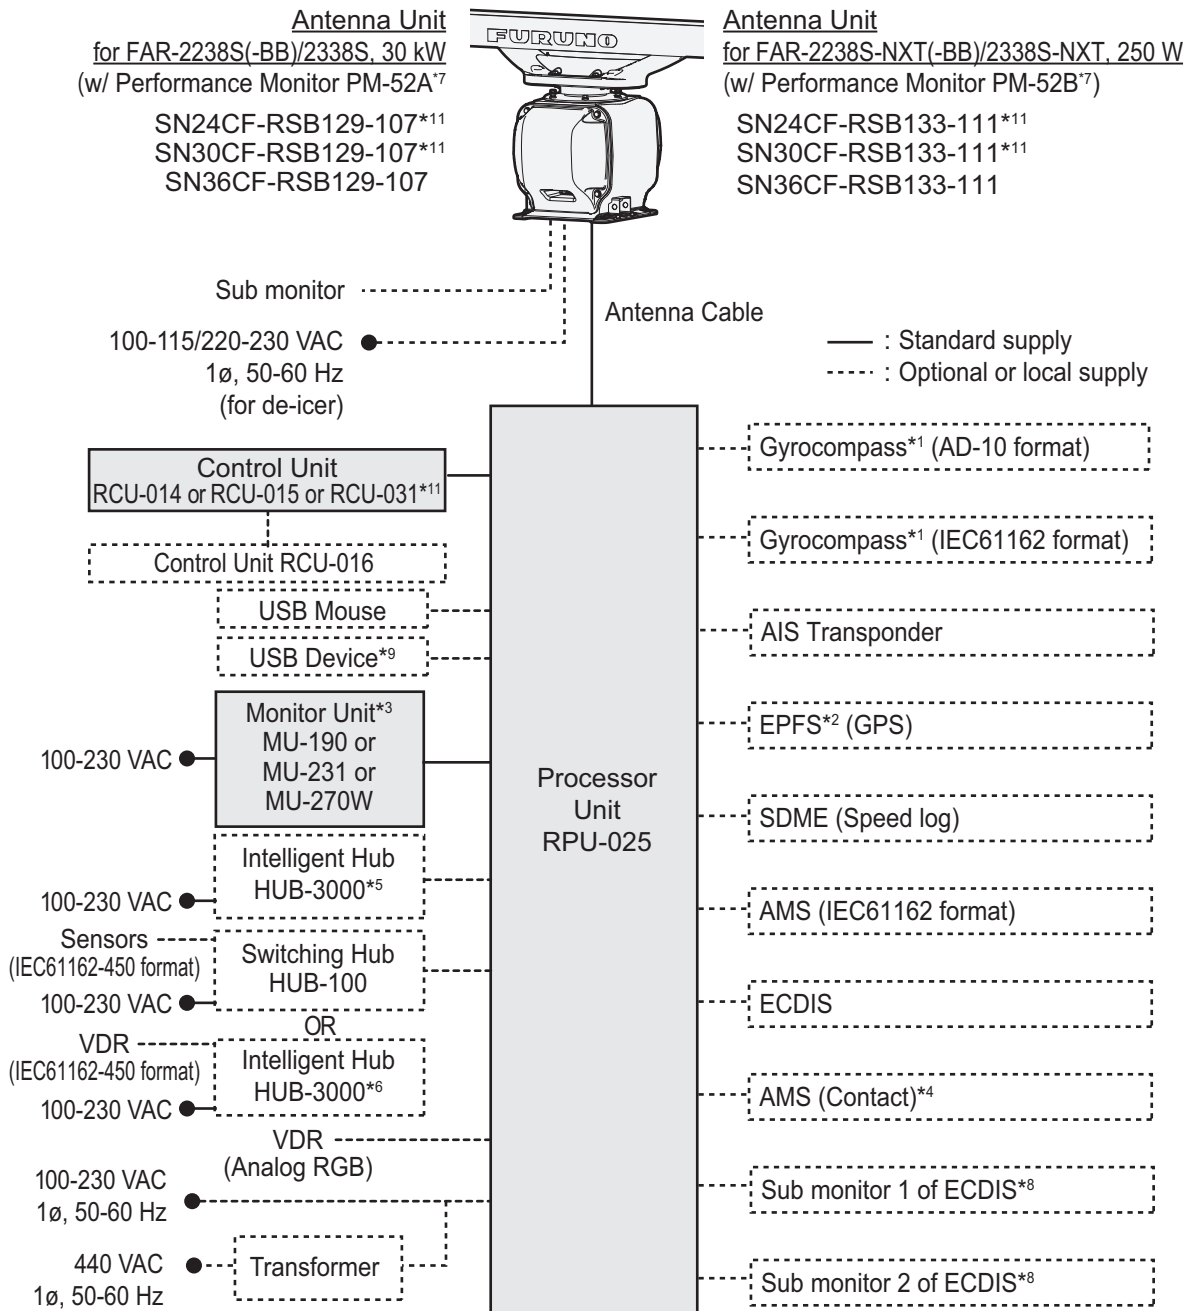 Antenna Unit
for FAR-2238S(-BB)/2338S, 30 kW
(w/ Performance Monitor PM-52A*7
SN24CF-RSB129-107*11
SN30CF-RSB129-107*11
SN36CF-RSB129-107
FURUNO
Antenna Unit
for FAR-2238S-NXT(-BB)/2338S-NXT, 250 W
(w/ Performance Monitor PM-52B*7)
SN24CF-RSB133-111*11
SN30CF-RSB133-111*11
SN36CF-RSB133-111
Sub monitor
100-115/220-230 VAC
1ø, 50-60 Hz
(for de-icer)
Antenna Cable
: Standard supply
: Optional or local supply
Control Unit
RCU-014 or RCU-015 or RCU-031*11
Control Unit RCU-016
USB Mouse
USB Device*9
Monitor Unit*3
MU-190 or
MU-231 or
MU-270W
100-230 VAC
Intelligent Hub
HUB-3000*5
100-230 VAC
Sensors
(IEC61162-450 format)
Switching Hub
HUB-100
100-230 VAC
OR
VDR
(IEC61162-450 format)
Intelligent Hub
HUB-3000*6
100-230 VAC
VDR
(Analog RGB)
100-230 VAC
1ø, 50-60 Hz
440 VAC
1ø, 50-60 Hz
Transformer
Processor
Unit
RPU-025
Gyrocompass*1 (AD-10 format)
Gyrocompass*1 (IEC61162 format)
AIS Transponder
EPFS*2 (GPS)
SDME (Speed log)
AMS (IEC61162 format)
ECDIS
AMS (Contact)*4
Sub monitor 1 of ECDIS*8
Sub monitor 2 of ECDIS*8